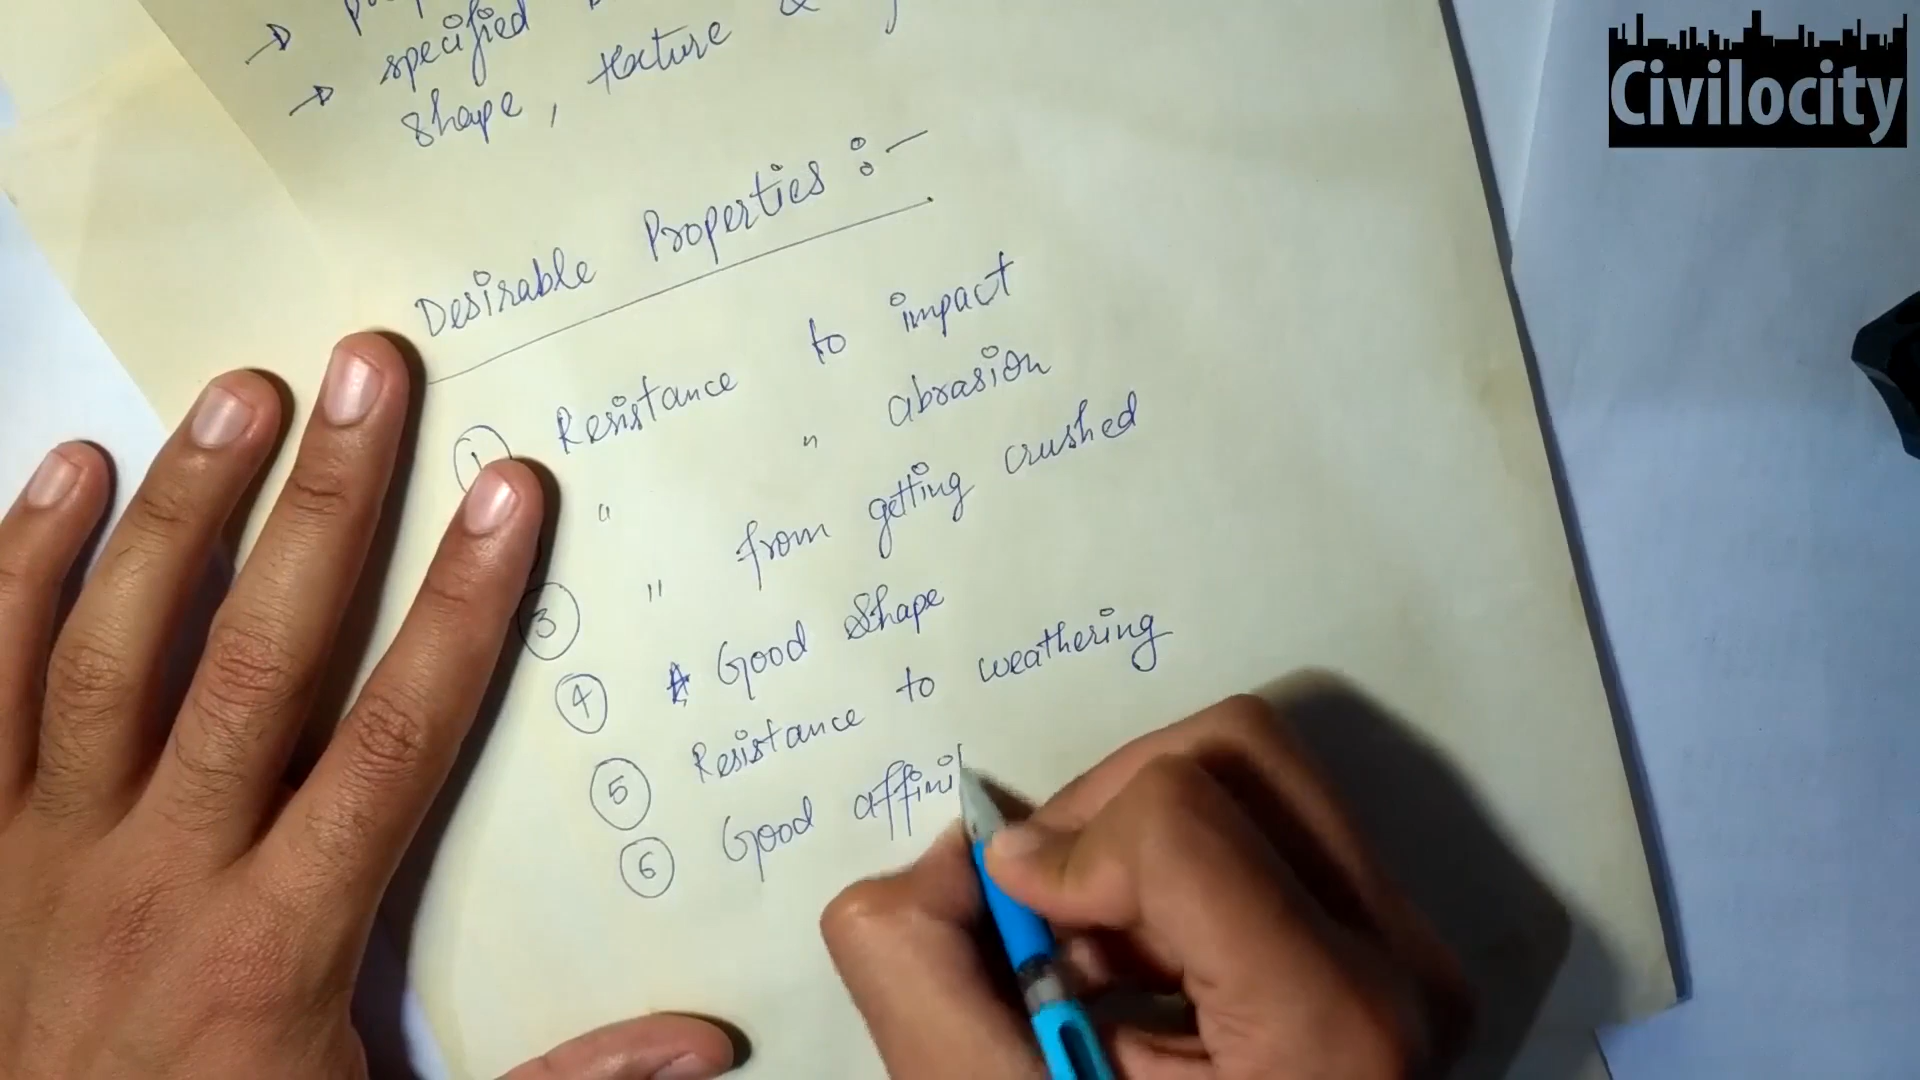 →
→ specified
shape, texture &
Desirable Properties :-
① Resistance to impact
" " abrasion
③ " from getting crushed
④ Good Shape
⑤ Resistance to weathering
⑥ Good affini
Civilocity